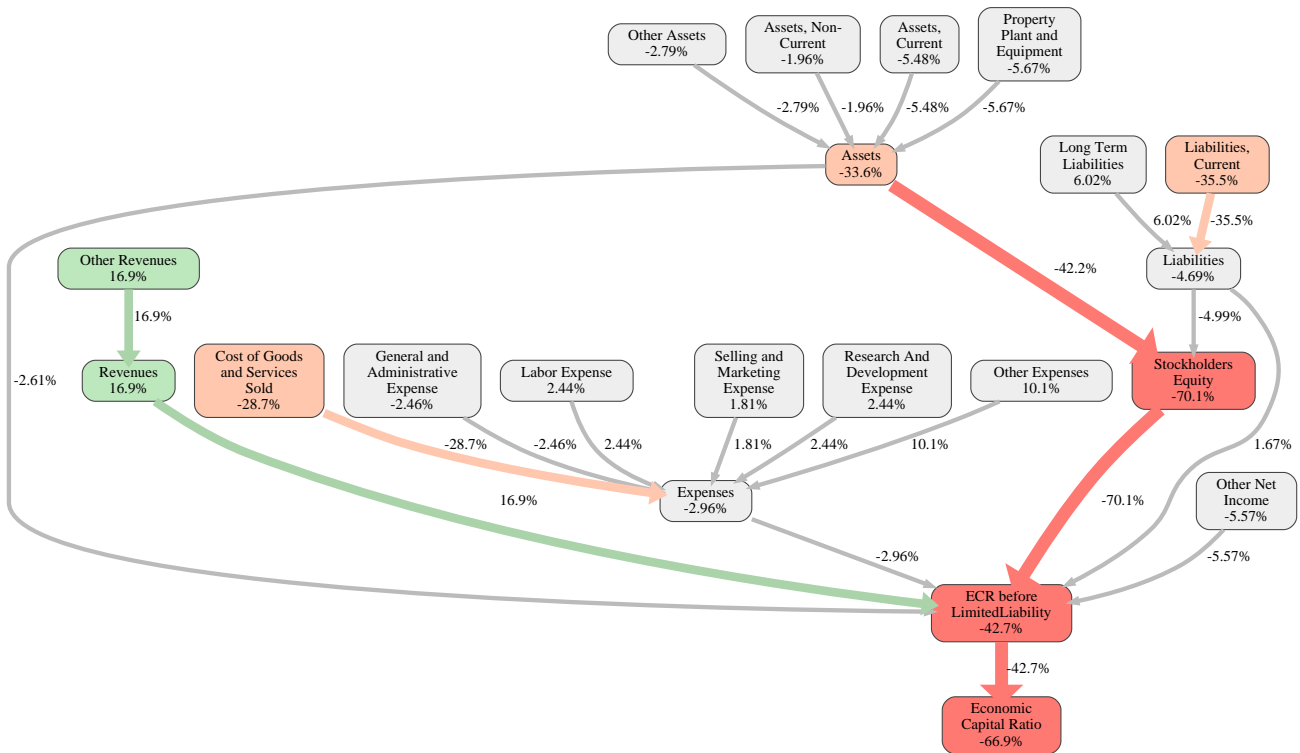 Other Assets
-2.79%
Assets, Non-
Current
-1.96%
Assets,
Current
-5.48%
Property
Plant and
Equipment
-5.67%
-2.79%
-1.96%
-5.48%
-5.67%
Assets
-33.6%
Long Term
Liabilities
6.02%
Liabilities,
Current
-35.5%
6.02%
-35.5%
Other Revenues
16.9%
Liabilities
-4.69%
-42.2%
16.9%
-4.99%
-2.61%
Revenues
16.9%
Cost of Goods
and Services
Sold
-28.7%
General and
Administrative
Expense
-2.46%
Labor Expense
2.44%
Selling and
Marketing
Expense
1.81%
Research And
Development
Expense
2.44%
Other Expenses
10.1%
Stockholders
Equity
-70.1%
-28.7%
-2.46%
2.44%
1.81%
2.44%
10.1%
1.67%
16.9%
Expenses
-2.96%
-70.1%
Other Net
Income
-5.57%
-2.96%
-5.57%
ECR before
LimitedLiability
-42.7%
-42.7%
Economic
Capital Ratio
-66.9%